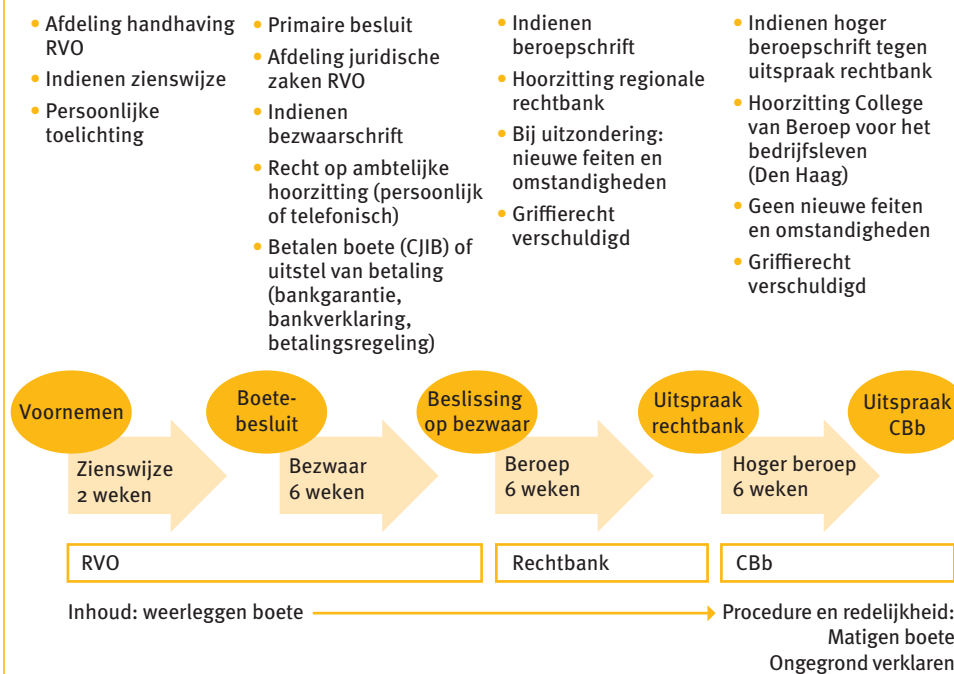 • Afdeling handhaving
RVO
• Indienen zienswijze
• Persoonlijke
toelichting
• Primaire besluit
• Afdeling juridische
zaken RVO
• Indienen
bezwaarschrift
• Recht op ambtelijke
hoorzitting (persoonlijk
of telefonisch)
• Betalen boete (CJIB) of
uitstel van betaling
(bankgarantie,
bankverklaring,
betalingsregeling)
• Indienen
beroepschrift
• Hoorzitting regionale
rechtbank
• Bij uitzondering:
nieuwe feiten en
omstandigheden
• Griffierecht
verschuldigd
• Indienen hoger
beroepschrift tegen
uitspraak rechtbank
• Hoorzitting College
van Beroep voor het
bedrijfsleven
(Den Haag)
• Geen nieuwe feiten
en omstandigheden
• Griffierecht
verschuldigd
Voornemen
Boete-
besluit
Beslissing
op bezwaar
Uitspraak
rechtbank
Uitspraak
CBb
Zienswijze
2 weken
Bezwaar
6 weken
Beroep
6 weken
Hoger beroep
6 weken
RVO
Rechtbank
CBb
Inhoud: weerleggen boete
Procedure en redelijkheid:
Matigen boete
Ongegrond verklaren